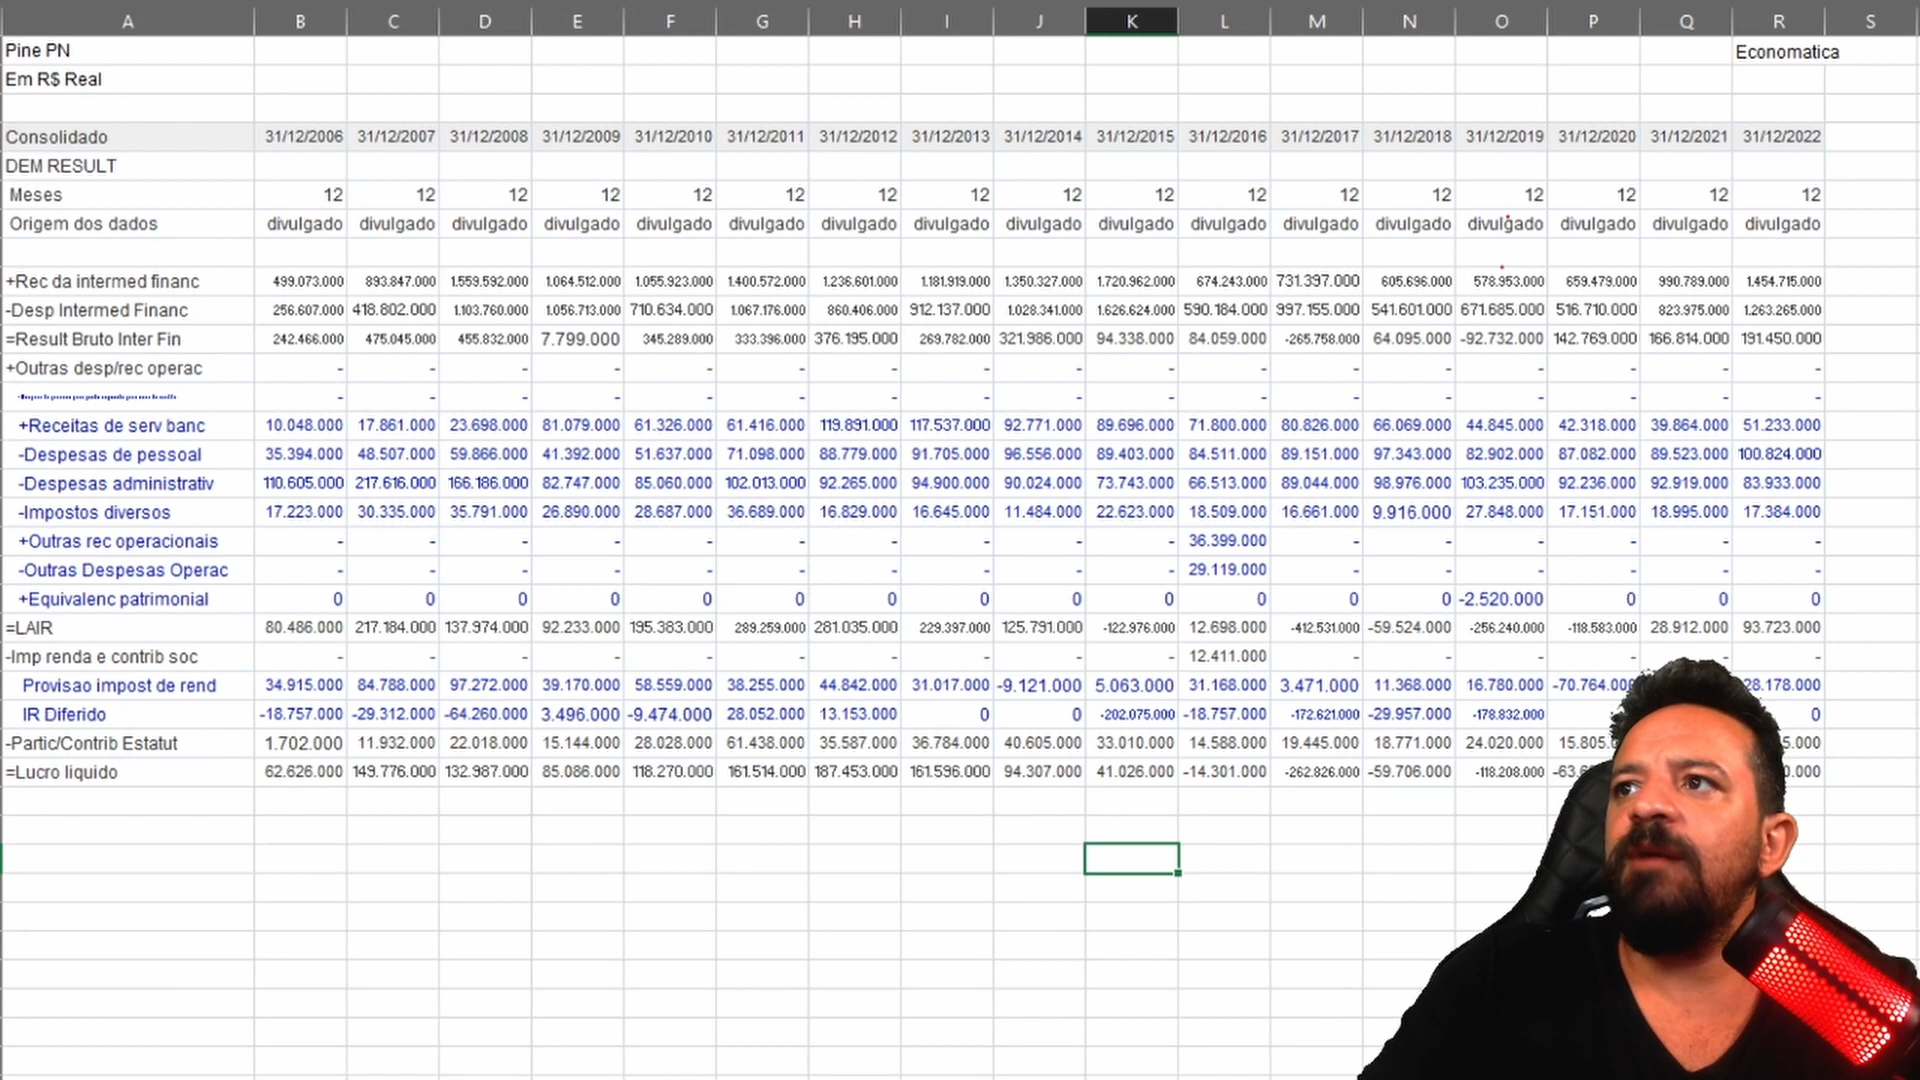 A B C D E F G H I J K L M N O P Q R S
Pine PN Economatica
Em R$ Real
Consolidado 31/12/2006 31/12/2007 31/12/2008 31/12/2009 31/12/2010 31/12/2011 31/12/2012 31/12/2013 31/12/2014 31/12/2015 31/12/2016 31/12/2017 31/12/2018 31/12/2019 31/12/2020 31/12/2021 31/12/2022
DEM RESULT
Meses 12 12 12 12 12 12 12 12 12 12 12 12 12 12 12 12 12
Origem dos dados divulgado divulgado divulgado divulgado divulgado divulgado divulgado divulgado divulgado divulgado divulgado divulgado divulgado divulgado divulgado divulgado divulgado
+Rec da intermed financ 499.073.000 893.847.000 1.559.592.000 1.064.512.000 1.055.923.000 1.400.572.000 1.236.601.000 1.181.919.000 1.350.327.000 1.720.962.000 674.243.000 731.397.000 605.696.000 578.953.000 659.479.000 990.789.000 1.454.715.000
-Desp Intermed Financ 256.607.000 418.802.000 1.103.760.000 1.056.713.000 710.634.000 1.067.176.000 860.406.000 912.137.000 1.028.341.000 1.626.624.000 590.184.000 997.155.000 541.601.000 671.685.000 516.710.000 823.975.000 1.263.265.000
=Result Bruto Inter Fin 242.466.000 475.045.000 455.832.000 7.799.000 345.289.000 333.396.000 376.195.000 269.782.000 321.986.000 94.338.000 84.059.000 -265.758.000 64.095.000 -92.732.000 142.769.000 166.814.000 191.450.000
+Outras desp/rec operac - - - - - - - - - - - - - - - - -
- - - - - - - - - - - - - - - - -
+Receitas de serv banc 10.048.000 17.861.000 23.698.000 81.079.000 61.326.000 61.416.000 119.891.000 117.537.000 92.771.000 89.696.000 71.800.000 80.826.000 66.069.000 44.845.000 42.318.000 39.864.000 51.233.000
-Despesas de pessoal 35.394.000 48.507.000 59.866.000 41.392.000 51.637.000 71.098.000 88.779.000 91.705.000 96.556.000 89.403.000 84.511.000 89.151.000 97.343.000 82.902.000 87.082.000 89.523.000 100.824.000
-Despesas administrativ 110.605.000 217.616.000 166.186.000 82.747.000 85.060.000 102.013.000 92.265.000 94.900.000 90.024.000 73.743.000 66.513.000 89.044.000 98.976.000 103.235.000 92.236.000 92.919.000 83.933.000
-Impostos diversos 17.223.000 30.335.000 35.791.000 26.890.000 28.687.000 36.689.000 16.829.000 16.645.000 11.484.000 22.623.000 18.509.000 16.661.000 9.916.000 27.848.000 17.151.000 18.995.000 17.384.000
+Outras rec operacionais - - - - - - - - - - 36.399.000 - - - - - -
-Outras Despesas Operac - - - - - - - - - - 29.119.000 - - - - - -
+Equivalenc patrimonial 0 0 0 0 0 0 0 0 0 0 0 0 0 -2.520.000 0 0 0
=LAIR 80.486.000 217.184.000 137.974.000 92.233.000 195.383.000 289.259.000 281.035.000 229.397.000 125.791.000 -122.976.000 12.698.000 -412.531.000 -59.524.000 -256.240.000 -118.583.000 28.912.000 93.723.000
-Imp renda e contrib soc - - - - - - - - - - 12.411.000 - - - - - -
Provisao impost de rend 34.915.000 84.788.000 97.272.000 39.170.000 58.559.000 38.255.000 44.842.000 31.017.000 -9.121.000 5.063.000 31.168.000 3.471.000 11.368.000 16.780.000 -70.764.000 28.178.000
IR Diferido -18.757.000 -29.312.000 -64.260.000 3.496.000 -9.474.000 28.052.000 13.153.000 0 0 -202.075.000 -18.757.000 -172.621.000 -29.957.000 -178.832.000 0
-Partic/Contrib Estatut 1.702.000 11.932.000 22.018.000 15.144.000 28.028.000 61.438.000 35.587.000 36.784.000 40.605.000 33.010.000 14.588.000 19.445.000 18.771.000 24.020.000 15.805.
=Lucro liquido 62.626.000 149.776.000 132.987.000 85.086.000 118.270.000 161.514.000 187.453.000 161.596.000 94.307.000 41.026.000 -14.301.000 -262.826.000 -59.706.000 -118.208.000